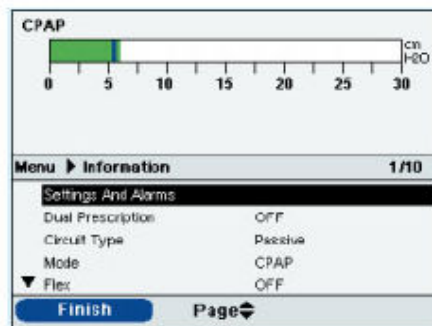 CPAP
cm
H2O
0 5 10 15 20 25 30
Menu Information 1/10
Settings And Alarms
Dual Prescription OFF
Circuit Type Passive
Mode CPAP
Flex OFF
Finish Page